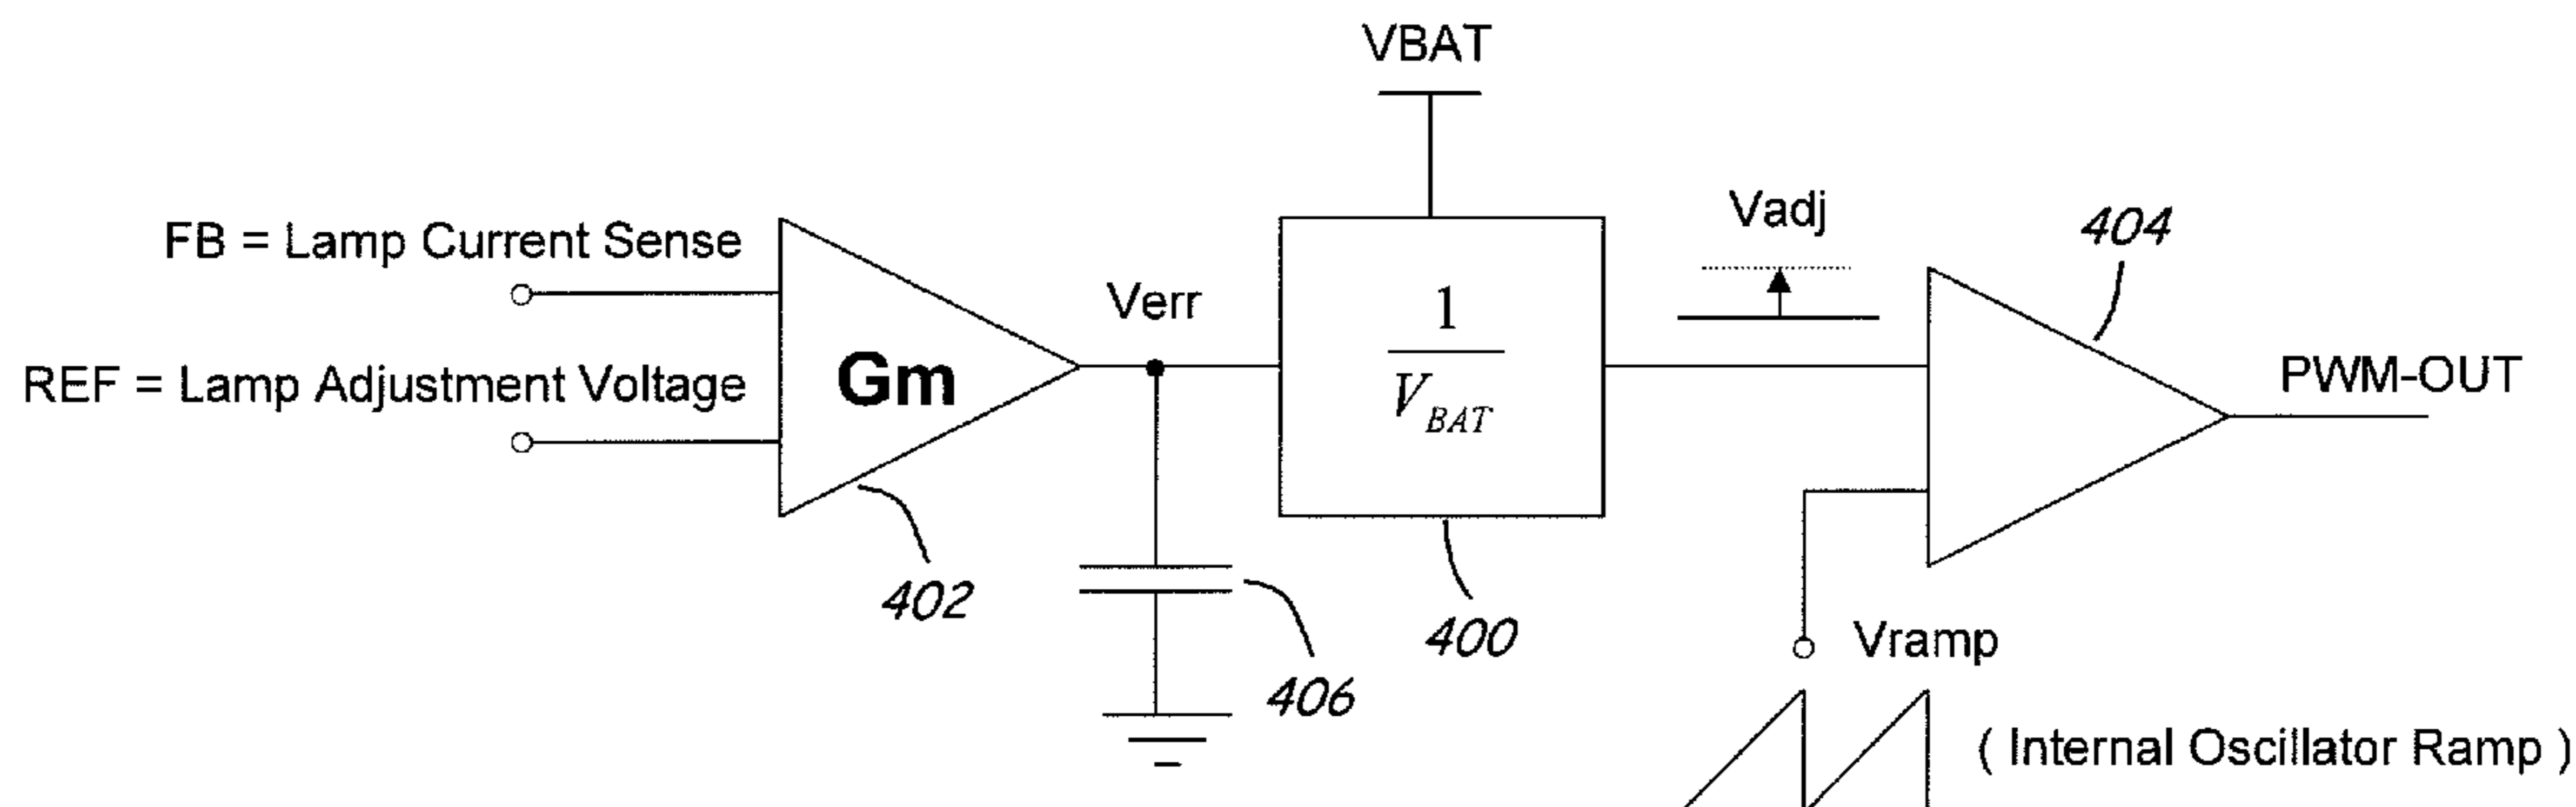 VBAT
FB = Lamp Current Sense
REF = Lamp Adjustment Voltage
Gm
Verr
1
V BAT
Vadj
404
PWM-OUT
402
406
400
Vramp
( Internal Oscillator Ramp )